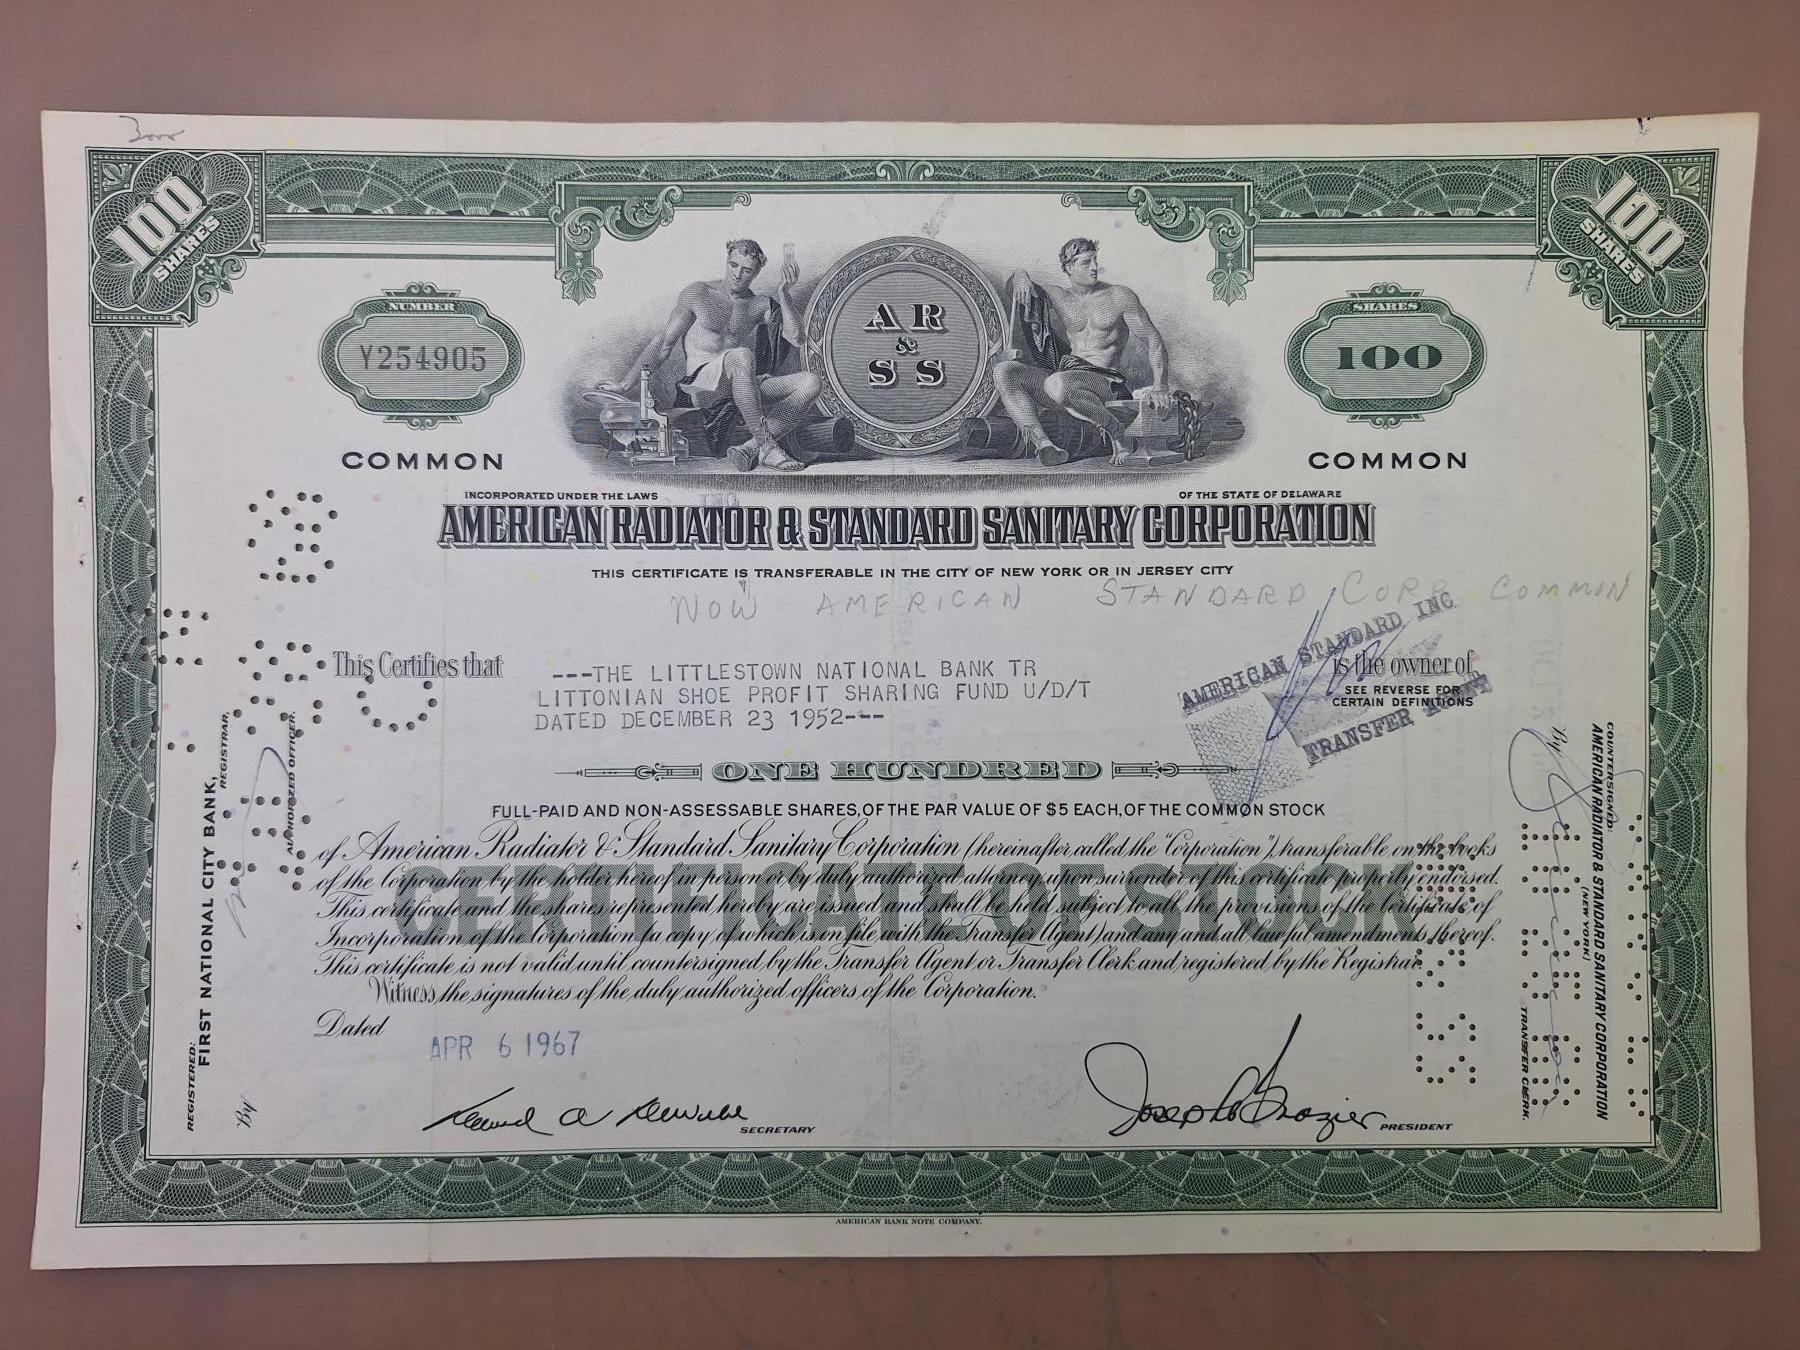 3000
100 SHARES
100 SHARES
NUMBER
Y254905
COMMON
A R
&
S S
SHARES
100
COMMON
INCORPORATED UNDER THE LAWS OF THE STATE OF DELAWARE
AMERICAN RADIATOR & STANDARD SANITARY CORPORATION
THIS CERTIFICATE IS TRANSFERABLE IN THE CITY OF NEW YORK OR IN JERSEY CITY
NOW AMERICAN STANDARD CORP COMMON
This Certifies that
---THE LITTLESTOWN NATIONAL BANK TR
LITTONIAN SHOE PROFIT SHARING FUND U/D/T
DATED DECEMBER 23 1952---
is the owner of
SEE REVERSE FOR
CERTAIN DEFINITIONS
AMERICAN STANDARD INC
TRANSFER AGENT
ONE HUNDRED
FULL-PAID AND NON-ASSESSABLE SHARES, OF THE PAR VALUE OF $5 EACH, OF THE COMMON STOCK
CERTIFICATE OF STOCK
of American Radiator & Standard Sanitary Corporation (hereinafter called the "Corporation"), transferable on the books
of the Corporation by the holder hereof in person or by duly authorized attorney upon surrender of this certificate properly endorsed.
This certificate and the shares represented hereby are issued and shall be held subject to all the provisions of the Certificate of
Incorporation of the Corporation (a copy of which is on file with the Transfer Agent) and any and all lawful amendments thereof.
This certificate is not valid until countersigned by the Transfer Agent or Transfer Clerk and registered by the Registrar.
Witness the signatures of the duly authorized officers of the Corporation.
Dated
APR 6 1967
SECRETARY
Joseph A Grazier PRESIDENT
REGISTERED:
FIRST NATIONAL CITY BANK,
REGISTRAR,
By
AUTHORIZED OFFICER.
COUNTERSIGNED:
AMERICAN RADIATOR & STANDARD SANITARY CORPORATION
(NEW YORK)
By
TRANSFER CLERK.
AMERICAN BANK NOTE COMPANY.